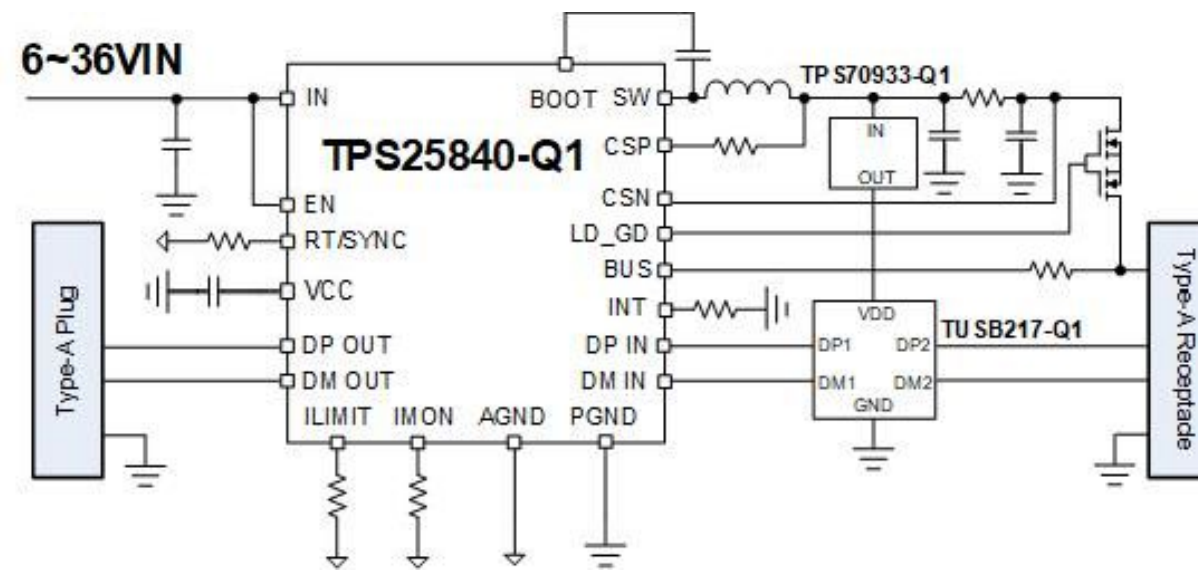 6~36VIN
TPS70933-Q1
IN
BOOT SW
IN
OUT
TPS25840-Q1
CSP
EN
CSN
RT/SYNC
LD_GD
BUS
VCC
INT
VDD
TUSB217-Q1
DP OUT
DP IN
DP1 DP2
DM OUT
DM IN
DM1 DM2
GND
ILIMIT IMON AGND PGND
Type-A Plug
Type-A Receptacle